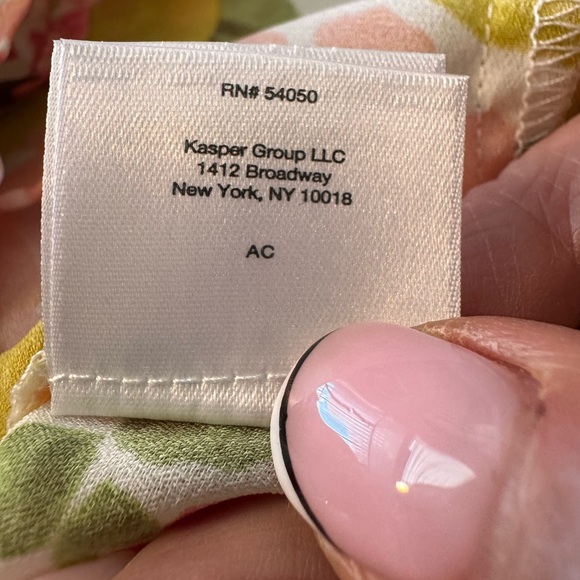 RN# 54050
Kasper Group LLC
1412 Broadway
New York, NY 10018
AC